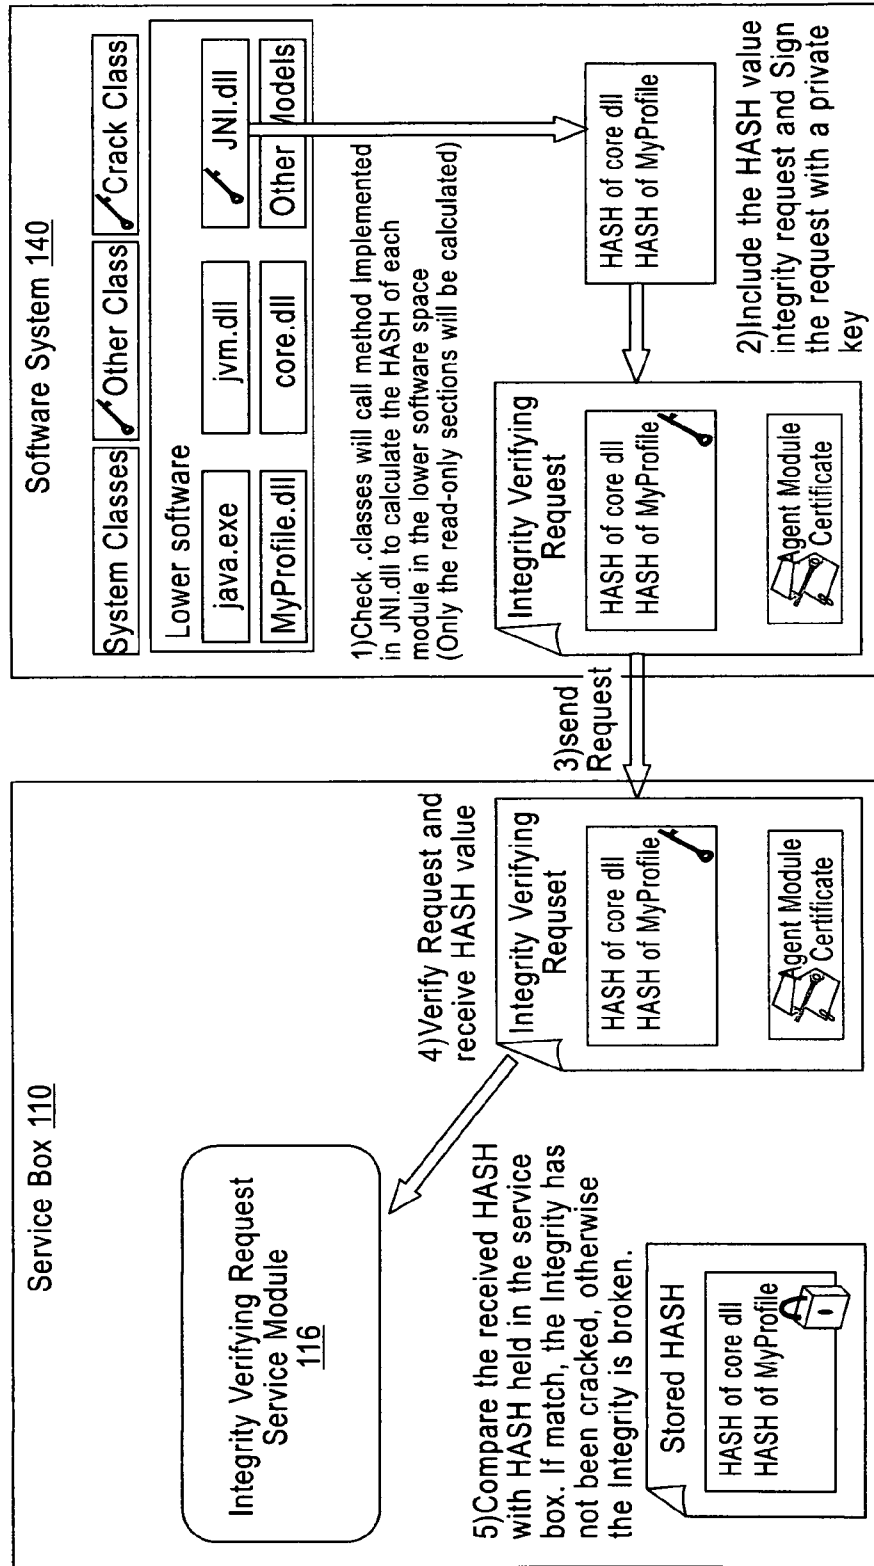 Service Box 110
Integrity Verifying Request
Service Module
116
4)Verify Request and
receive HASH value
Integrity Verifying
Requset
HASH of core dll
HASH of MyProfile
Agent Module
Certificate
5)Compare the received HASH
with HASH held in the service
box. If match, the Integrity has
not been cracked, otherwise
the Integrity is broken.
Stored HASH
HASH of core dll
HASH of MyProfile
3)send
Request
Software System 140
System Classes
Other Class
Crack Class
Lower software
java.exe
jvm.dll
JNI.dll
MyProfile.dll
core.dll
Other Models
1)Check .classes will call method Implemented
in JNI.dll to calculate the HASH of each
module in the lower software space
(Only the read-only sections will be calculated)
Integrity Verifying
Request
HASH of core dll
HASH of MyProfile
Agent Module
Certificate
HASH of core dll
HASH of MyProfile
2)Include the HASH value
integrity request and Sign
the request with a private
key